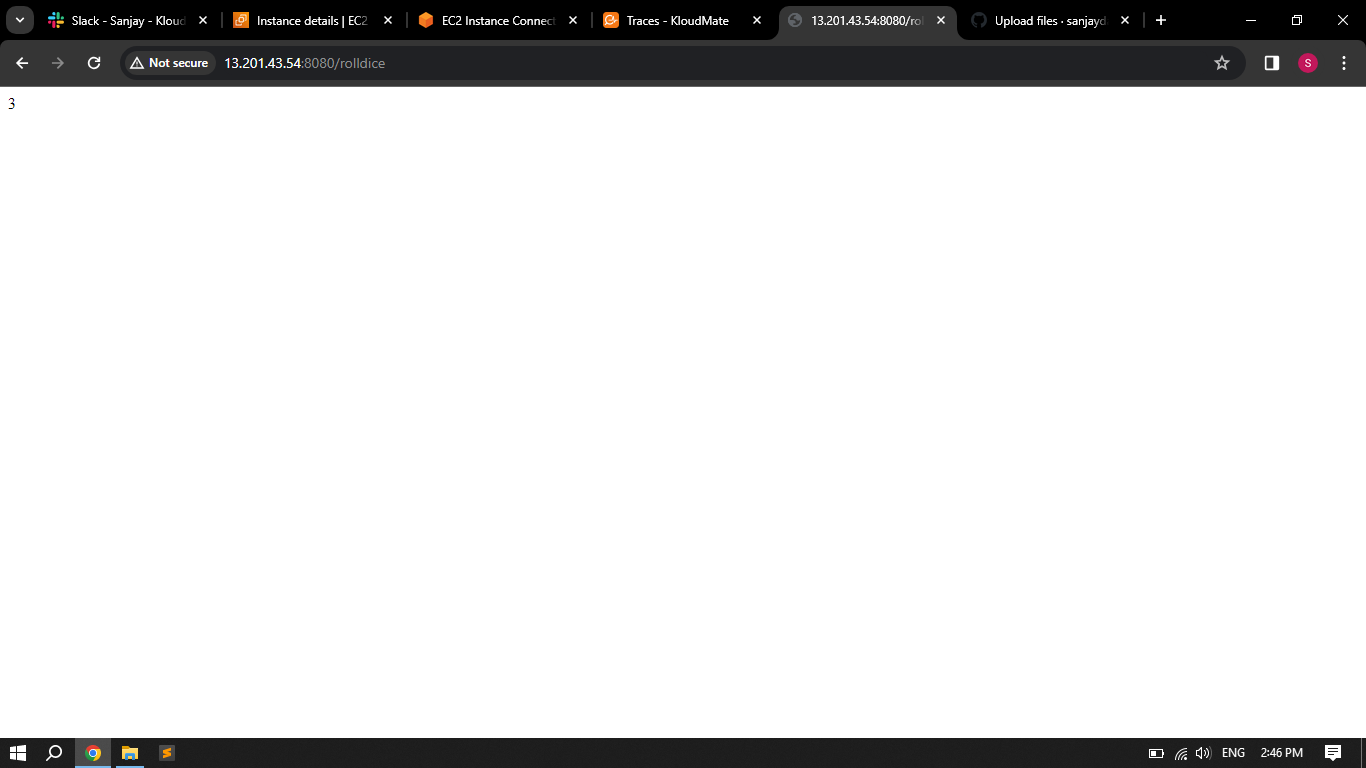 Slack - Sanjay - Kloud
Instance details | EC2
EC2 Instance Connect
Traces - KloudMate
13.201.43.54:8080/rol
Upload files · sanjayd
Not secure
13.201.43.54:8080/rolldice
S
3
ENG
2:46 PM